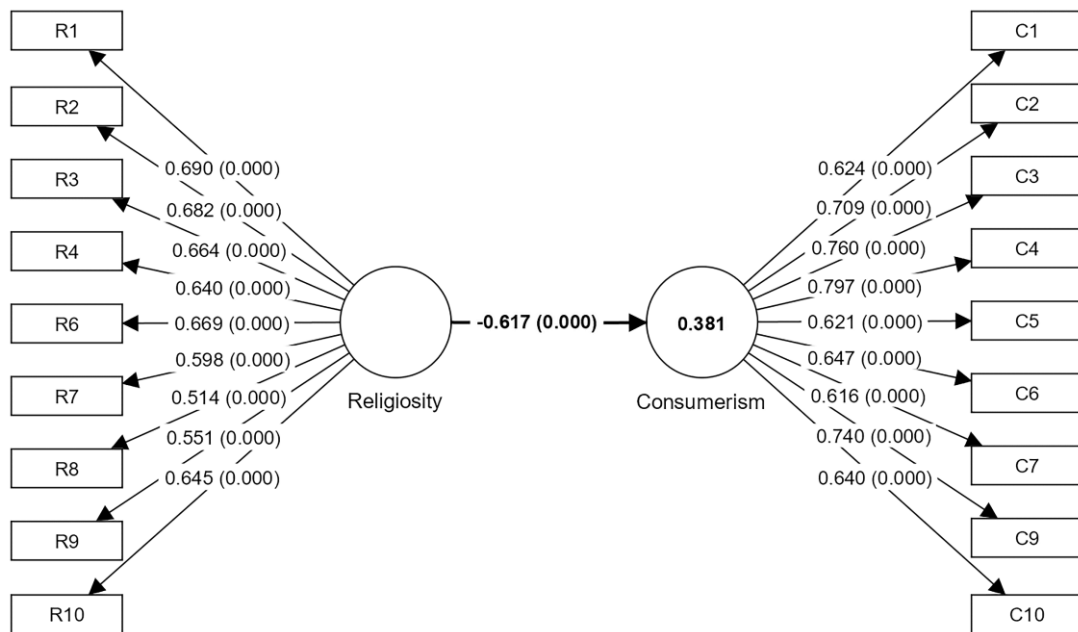 R1
R2
R3
R4
R6
R7
R8
R9
R10
0.690 (0.000)
0.682 (0.000)
0.664 (0.000)
0.640 (0.000)
0.669 (0.000)
0.598 (0.000)
0.514 (0.000)
0.551 (0.000)
0.645 (0.000)
Religiosity
-0.617 (0.000)
0.381
Consumerism
0.624 (0.000)
0.709 (0.000)
0.760 (0.000)
0.797 (0.000)
0.621 (0.000)
0.647 (0.000)
0.616 (0.000)
0.740 (0.000)
0.640 (0.000)
C1
C2
C3
C4
C5
C6
C7
C9
C10